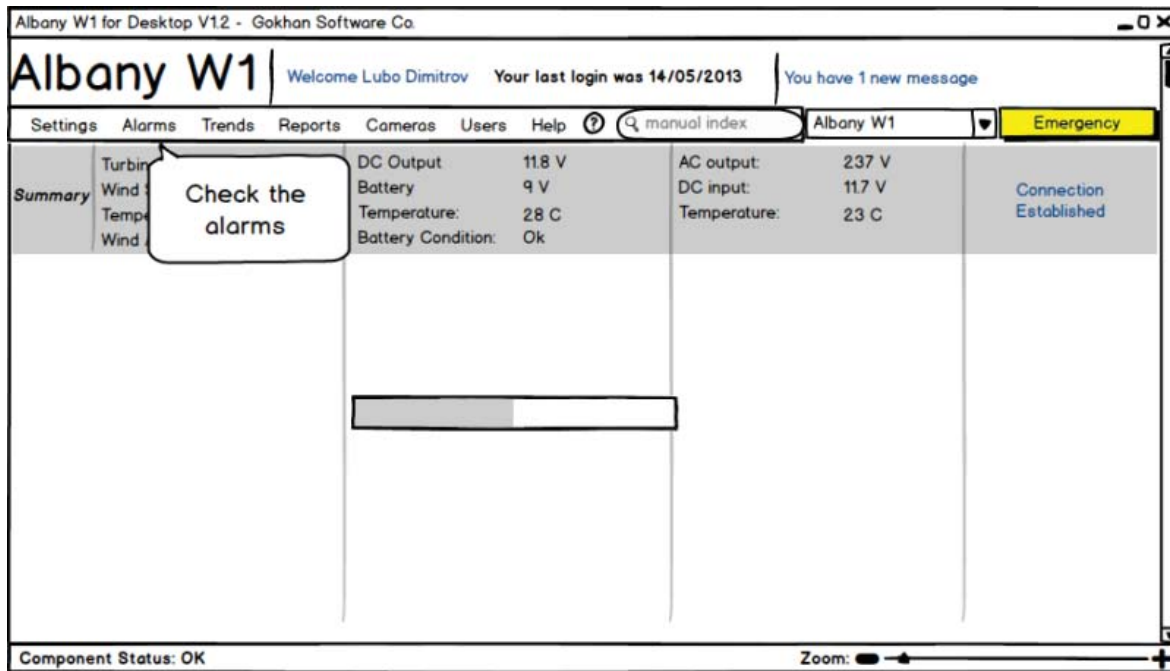 Albany W1 for Desktop V1.2 - Gokhan Software Co.
Albany W1
Welcome Lubo Dimitrov Your last login was 14/05/2013 You have 1 new message
Settings Alarms Trends Reports Cameras Users Help ? manual index Albany W1 Emergency
Summary
Wind
Wind
Check the
alarms
DC Output 11.8 V
Battery 9 V
Temperature: 28 C
Battery Condition: Ok
AC output: 237 V
DC input: 11.7 V
Temperature: 23 C
Connection
Established
Component Status: OK Zoom: